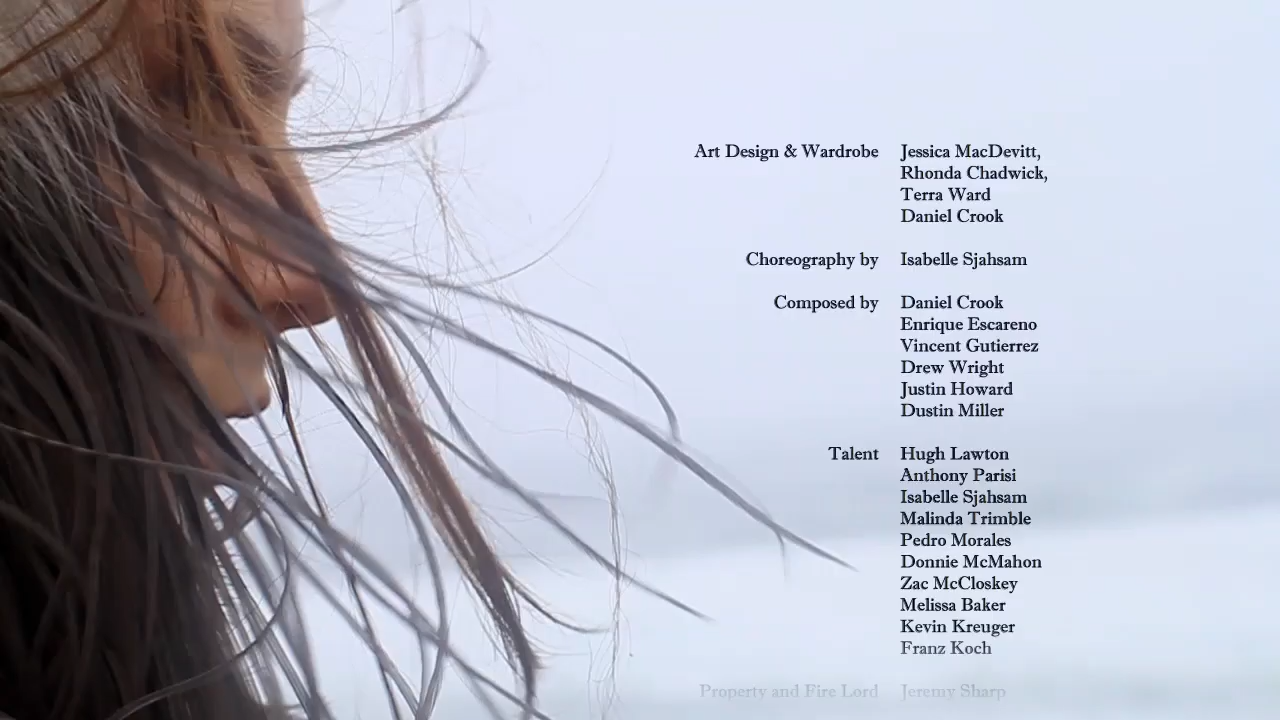 Art Design & Wardrobe Jessica MacDevitt,
Rhonda Chadwick,
Terra Ward
Daniel Crook
Choreography by Isabelle Sjahsam
Composed by Daniel Crook
Enrique Escareno
Vincent Gutierrez
Drew Wright
Justin Howard
Dustin Miller
Talent Hugh Lawton
Anthony Parisi
Isabelle Sjahsam
Malinda Trimble
Pedro Morales
Donnie McMahon
Zac McCloskey
Melissa Baker
Kevin Kreuger
Franz Koch
Property and Fire Lord Jeremy Sharp